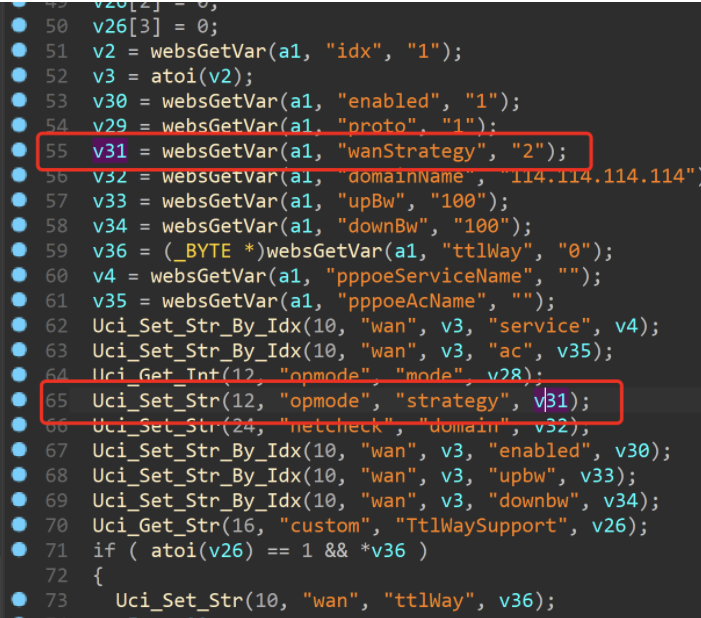 49 v26[2] = 0;
50 v26[3] = 0;
51 v2 = websGetVar(a1, "idx", "1");
52 v3 = atoi(v2);
53 v30 = websGetVar(a1, "enabled", "1");
54 v29 = websGetVar(a1, "proto", "1");
55 v31 = websGetVar(a1, "wanStrategy", "2");
56 v32 = websGetVar(a1, "domainName", "114.114.114.114")
57 v33 = websGetVar(a1, "upBw", "100");
58 v34 = websGetVar(a1, "downBw", "100");
59 v36 = (_BYTE *)websGetVar(a1, "ttlWay", "0");
60 v4 = websGetVar(a1, "pppoeServiceName", "");
61 v35 = websGetVar(a1, "pppoeAcName", "");
62 Uci_Set_Str_By_Idx(10, "wan", v3, "service", v4);
63 Uci_Set_Str_By_Idx(10, "wan", v3, "ac", v35);
64 Uci_Get_Int(12, "opmode", "mode", v28);
65 Uci_Set_Str(12, "opmode", "strategy", v31);
66 Uci_Set_Str(24, "netcheck", "domain", v32);
67 Uci_Set_Str_By_Idx(10, "wan", v3, "enabled", v30);
68 Uci_Set_Str_By_Idx(10, "wan", v3, "upbw", v33);
69 Uci_Set_Str_By_Idx(10, "wan", v3, "downbw", v34);
70 Uci_Get_Str(16, "custom", "TtlWaySupport", v26);
71 if ( atoi(v26) == 1 && *v36 )
72 {
73 Uci_Set_Str(10, "wan", "ttlWay", v36);